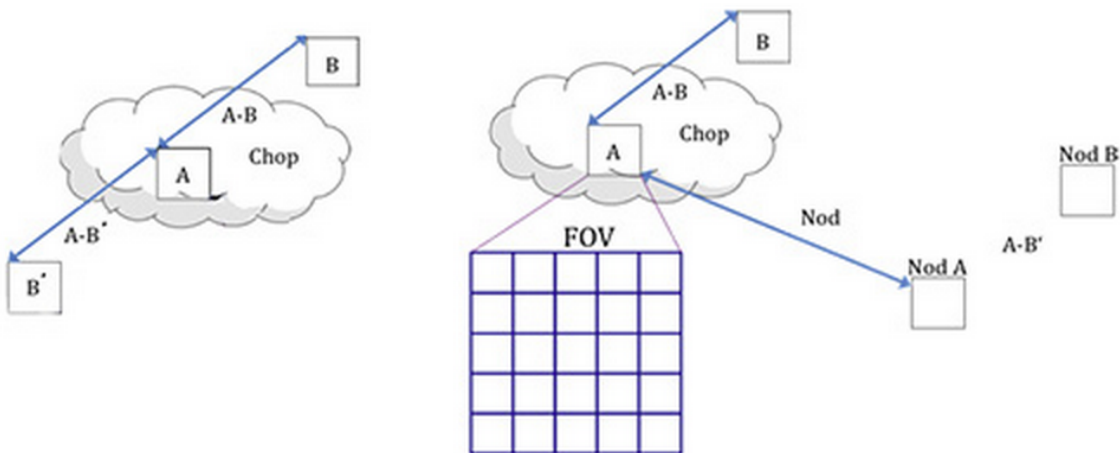 B
A-B
Chop
A
A-B´
B´
B
A-B
Chop
A
FOV
Nod
Nod A
A-B'
Nod B